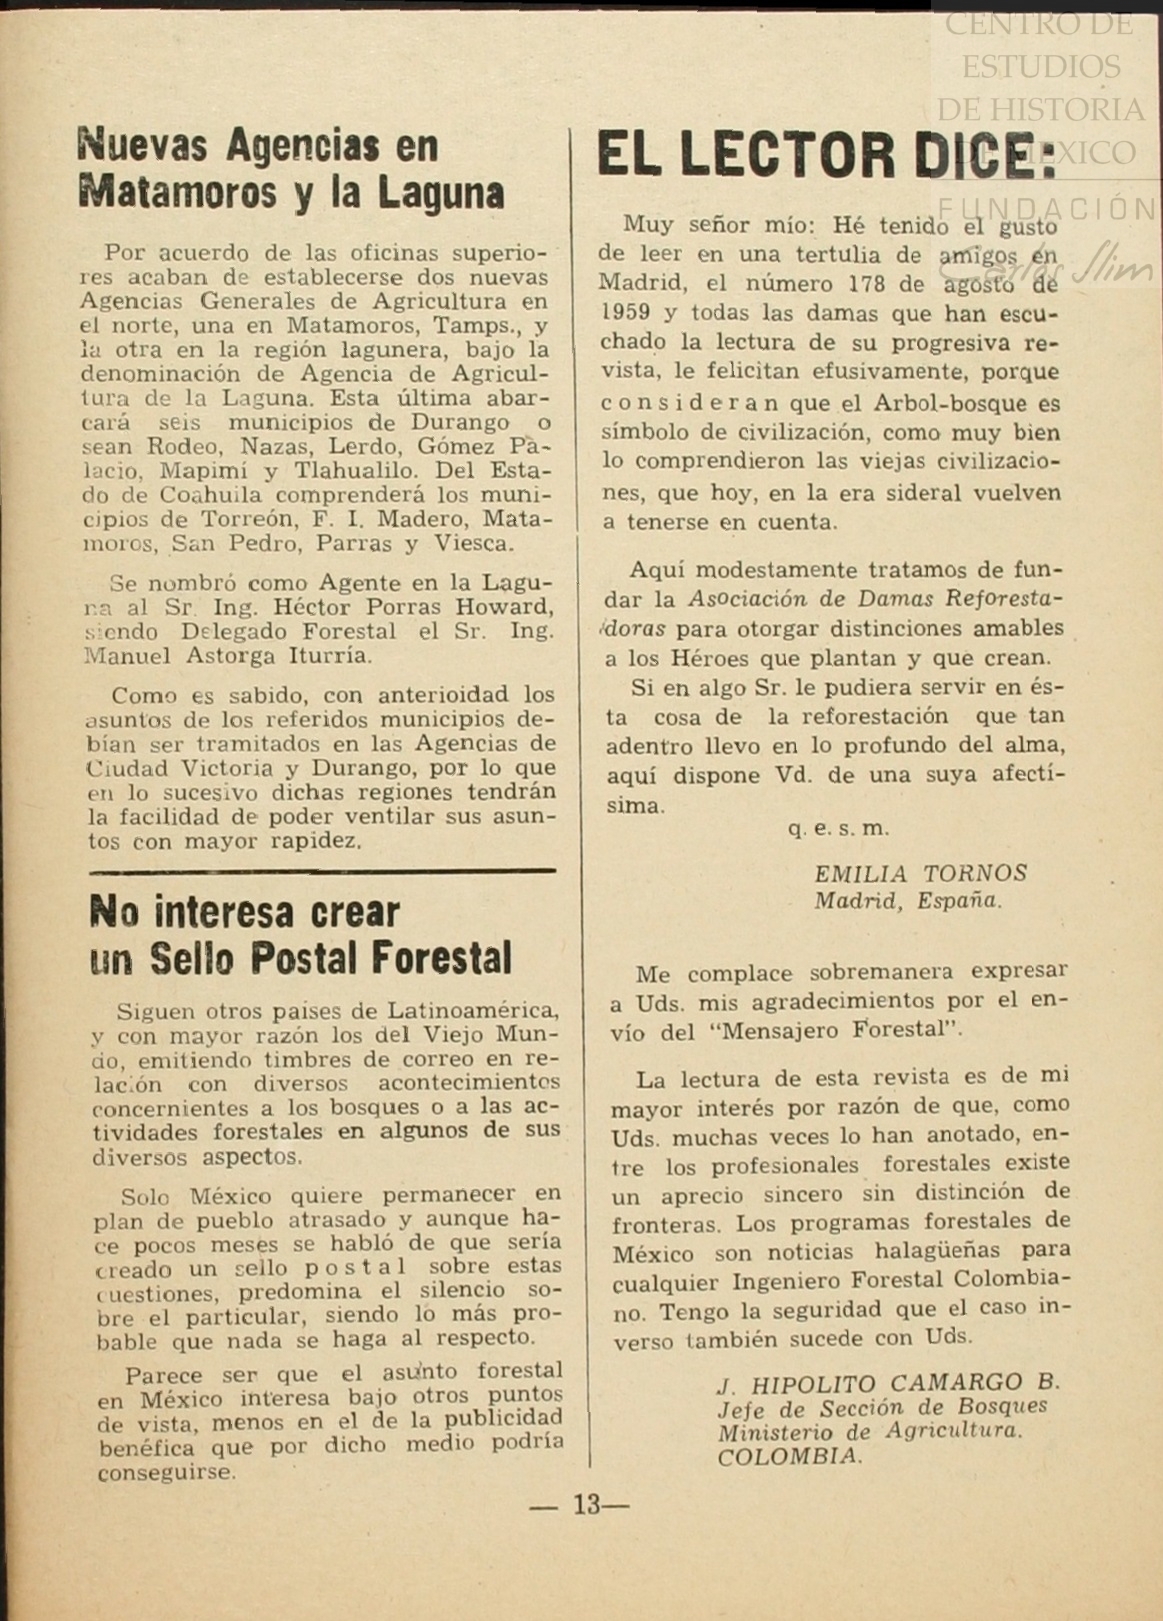 CENTRO DE
ESTUDIOS
DE HISTORIA
DE MÉXICO
FUNDACIÓN
Carlos Slim
Nuevas Agencias en
Matamoros y la Laguna
Por acuerdo de las oficinas superio-
res acaban de establecerse dos nuevas
Agencias Generales de Agricultura en
el norte, una en Matamoros, Tamps., y
la otra en la región lagunera, bajo la
denominación de Agencia de Agricul-
tura de la Laguna. Esta última abar-
cará seis municipios de Durango o
sean Rodeo, Nazas, Lerdo, Gómez Pa-
lacio, Mapimí y Tlahualilo. Del Esta-
do de Coahuila comprenderá los muni-
cipios de Torreón, F. I. Madero, Mata-
moros, San Pedro, Parras y Viesca.
Se nombró como Agente en la Lagu-
na al Sr. Ing. Héctor Porras Howard,
siendo Delegado Forestal el Sr. Ing.
Manuel Astorga Iturría.
Como es sabido, con anterioidad los
asuntos de los referidos municipios de-
bían ser tramitados en las Agencias de
Ciudad Victoria y Durango, por lo que
en lo sucesivo dichas regiones tendrán
la facilidad de poder ventilar sus asun-
tos con mayor rapidez.
No interesa crear
un Sello Postal Forestal
Siguen otros paises de Latinoamérica,
y con mayor razón los del Viejo Mun-
do, emitiendo timbres de correo en re-
lación con diversos acontecimientos
concernientes a los bosques o a las ac-
tividades forestales en algunos de sus
diversos aspectos.
Solo México quiere permanecer en
plan de pueblo atrasado y aunque ha-
ce pocos meses se habló de que sería
creado un sello postal sobre estas
cuestiones, predomina el silencio so-
bre el particular, siendo lo más pro-
bable que nada se haga al respecto.
Parece ser que el asunto forestal
en México interesa bajo otros puntos
de vista, menos en el de la publicidad
benéfica que por dicho medio podría
conseguirse.
EL LECTOR DICE:
Muy señor mío: Hé tenido el gusto
de leer en una tertulia de amigos en
Madrid, el número 178 de agosto de
1959 y todas las damas que han escu-
chado la lectura de su progresiva re-
vista, le felicitan efusivamente, porque
consideran que el Arbol-bosque es
símbolo de civilización, como muy bien
lo comprendieron las viejas civilizacio-
nes, que hoy, en la era sideral vuelven
a tenerse en cuenta.
Aquí modestamente tratamos de fun-
dar la Asociación de Damas Reforesta-
doras para otorgar distinciones amables
a los Héroes que plantan y que crean.
Si en algo Sr. le pudiera servir en és-
ta cosa de la reforestación que tan
adentro llevo en lo profundo del alma,
aquí dispone Vd. de una suya afectí-
sima.
q. e. s. m.
EMILIA TORNOS
Madrid, España.
Me complace sobremanera expresar
a Uds. mis agradecimientos por el en-
vío del "Mensajero Forestal".
La lectura de esta revista es de mi
mayor interés por razón de que, como
Uds. muchas veces lo han anotado, en-
tre los profesionales forestales existe
un aprecio sincero sin distinción de
fronteras. Los programas forestales de
México son noticias halagüeñas para
cualquier Ingeniero Forestal Colombia-
no. Tengo la seguridad que el caso in-
verso también sucede con Uds.
J. HIPOLITO CAMARGO B.
Jefe de Sección de Bosques
Ministerio de Agricultura.
COLOMBIA.
— 13—